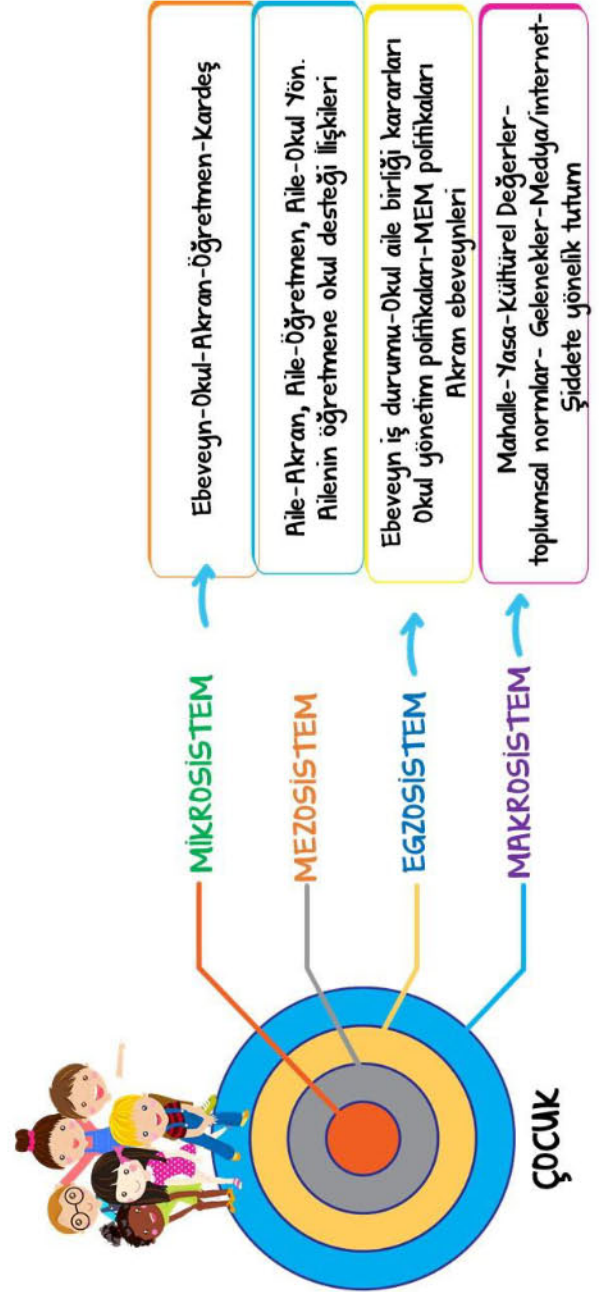 MİKROSİSTEM
Ebeveyn-Okul-Akran-Öğretmen-Kardeş
MEZOSİSTEM
Aile-Akran, Aile-Öğretmen, Aile-Okul Yön.
Ailenin öğretmene okul desteği İlişkileri
EGZOSİSTEM
Ebeveyn iş durumu-Okul aile birliği kararları
Okul yönetim politikaları-MEM politikaları
Akran ebeveynleri
MAKROSİSTEM
Mahalle-Yasa-Kültürel Değerler-
toplumsal normlar- Gelenekler-Medya/internet-
Şiddete yönelik tutum
ÇOCUK